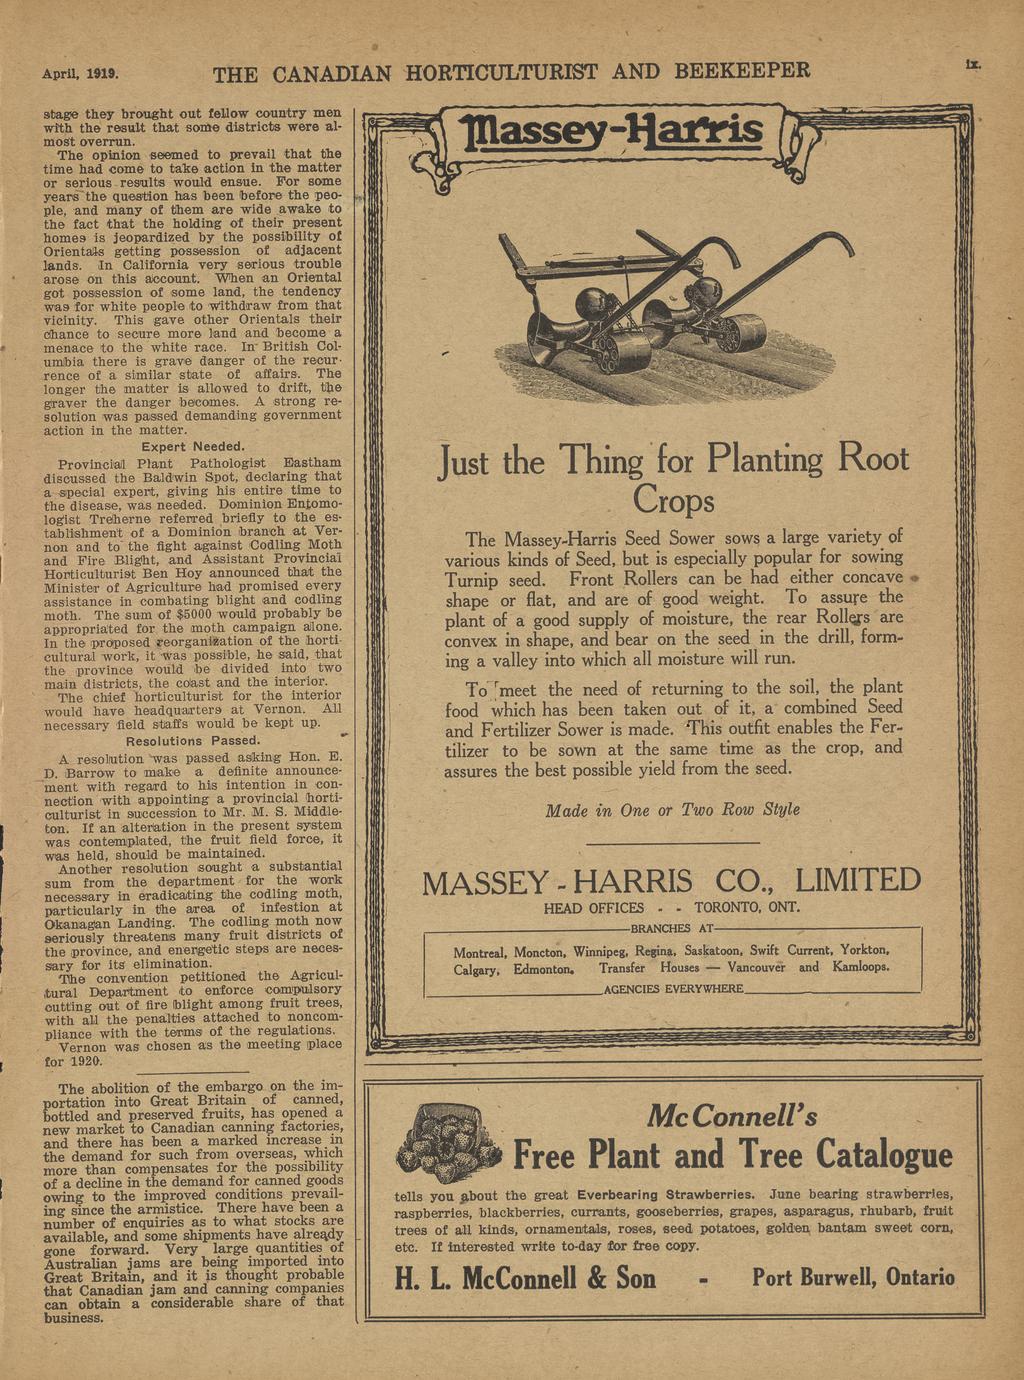 April, 1919.
THE CANADIAN HORTICULTURIST AND BEEKEEPER
ix.
stage they brought out fellow country men
with the result that some districts were al-
most overrun.
The opinion seemed to prevail that the
time had come to take action in the matter
or serious results would ensue. For some
years the question has been before the peo-
ple, and many of them are wide awake to
the fact that the holding of their present
homes is jeopardized by the possibility of
Orientals getting possession of adjacent
lands. In California very serious trouble
arose on this account. When an Oriental
got possession of some land, the tendency
was for white people to withdraw from that
vicinity. This gave other Orientals their
chance to secure more land and become a
menace to the white race. In British Col-
umbia there is grave danger of the recur-
rence of a similar state of affairs. The
longer the matter is allowed to drift, the
graver the danger becomes. A strong re-
solution was passed demanding government
action in the matter.
Expert Needed.
Provincial Plant Pathologist Eastham
discussed the Baldwin Spot, declaring that
a special expert, giving his entire time to
the disease, was needed. Dominion Entomo-
logist Treherne referred briefly to the es-
tablishment of a Dominion branch at Ver-
non and to the fight against Codling Moth
and Fire Blight, and Assistant Provincial
Horticulturist Ben Hoy announced that the
Minister of Agriculture had promised every
assistance in combating blight and codling
moth. The sum of $5000 would probably be
appropriated for the moth campaign alone.
In the proposed reorganization of the horti-
cultural work, it was possible, he said, that
the province would be divided into two
main districts, the coast and the interior.
The chief horticulturist for the interior
would have headquarters at Vernon. All
necessary field staffs would be kept up.
Resolutions Passed.
A resolution was passed asking Hon. E.
D. Barrow to make a definite announce-
ment with regard to his intention in con-
nection with appointing a provincial horti-
culturist in succession to Mr. M. S. Middle-
ton. If an alteration in the present system
was contemplated, the fruit field force, it
was held, should be maintained.
Another resolution sought a substantial
sum from the department for the work
necessary in eradicating the codling moth,
particularly in the area of infestion at
Okanagan Landing. The codling moth now
seriously threatens many fruit districts of
the province, and energetic steps are neces-
sary for its elimination.
The convention petitioned the Agricul-
tural Department to enforce compulsory
cutting out of fire blight among fruit trees,
with all the penalties attached to noncom-
pliance with the terms of the regulations.
Vernon was chosen as the meeting place
for 1920.
The abolition of the embargo on the im-
portation into Great Britain of canned,
bottled and preserved fruits, has opened a
new market to Canadian canning factories,
and there has been a marked increase in
the demand for such from overseas, which
more than compensates for the possibility
of a decline in the demand for canned goods
owing to the improved conditions prevail-
ing since the armistice. There have been a
number of enquiries as to what stocks are
available, and some shipments have already
gone forward. Very large quantities of
Australian jams are being imported into
Great Britain, and it is thought probable
that Canadian jam and canning companies
can obtain a considerable share of that
business.
Massey-Harris
Just the Thing for Planting Root
Crops
The Massey-Harris Seed Sower sows a large variety of
various kinds of Seed, but is especially popular for sowing
Turnip seed. Front Rollers can be had either concave
shape or flat, and are of good weight. To assure the
plant of a good supply of moisture, the rear Rollers are
convex in shape, and bear on the seed in the drill, form-
ing a valley into which all moisture will run.
To meet the need of returning to the soil, the plant
food which has been taken out of it, a combined Seed
and Fertilizer Sower is made. This outfit enables the Fer-
tilizer to be sown at the same time as the crop, and
assures the best possible yield from the seed.
Made in One or Two Row Style
MASSEY-HARRIS CO., LIMITED
HEAD OFFICES - - TORONTO, ONT.
BRANCHES AT
Montreal, Moncton, Winnipeg, Regina, Saskatoon, Swift Current, Yorkton,
Calgary, Edmonton. Transfer Houses — Vancouver and Kamloops.
AGENCIES EVERYWHERE
McConnell's
Free Plant and Tree Catalogue
tells you about the great Everbearing Strawberries. June bearing strawberries,
raspberries, blackberries, currants, gooseberries, grapes, asparagus, rhubarb, fruit
trees of all kinds, ornamentals, roses, seed potatoes, golden bantam sweet corn,
etc. If interested write to-day for free copy.
H. L. McConnell & Son - Port Burwell, Ontario